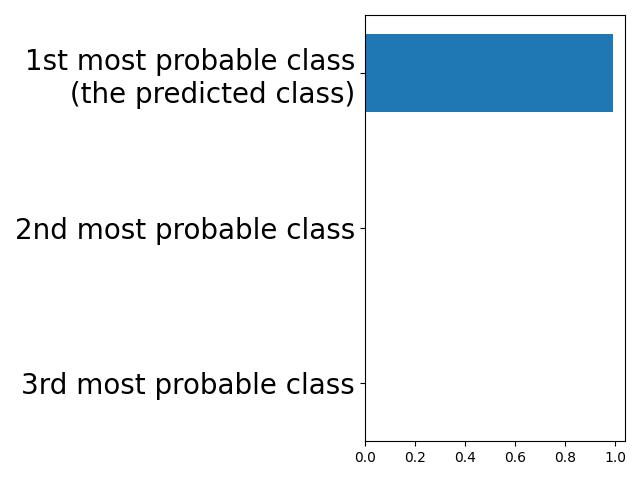 1st most probable class
(the predicted class)
2nd most probable class
3rd most probable class
0.0 0.2 0.4 0.6 0.8 1.0